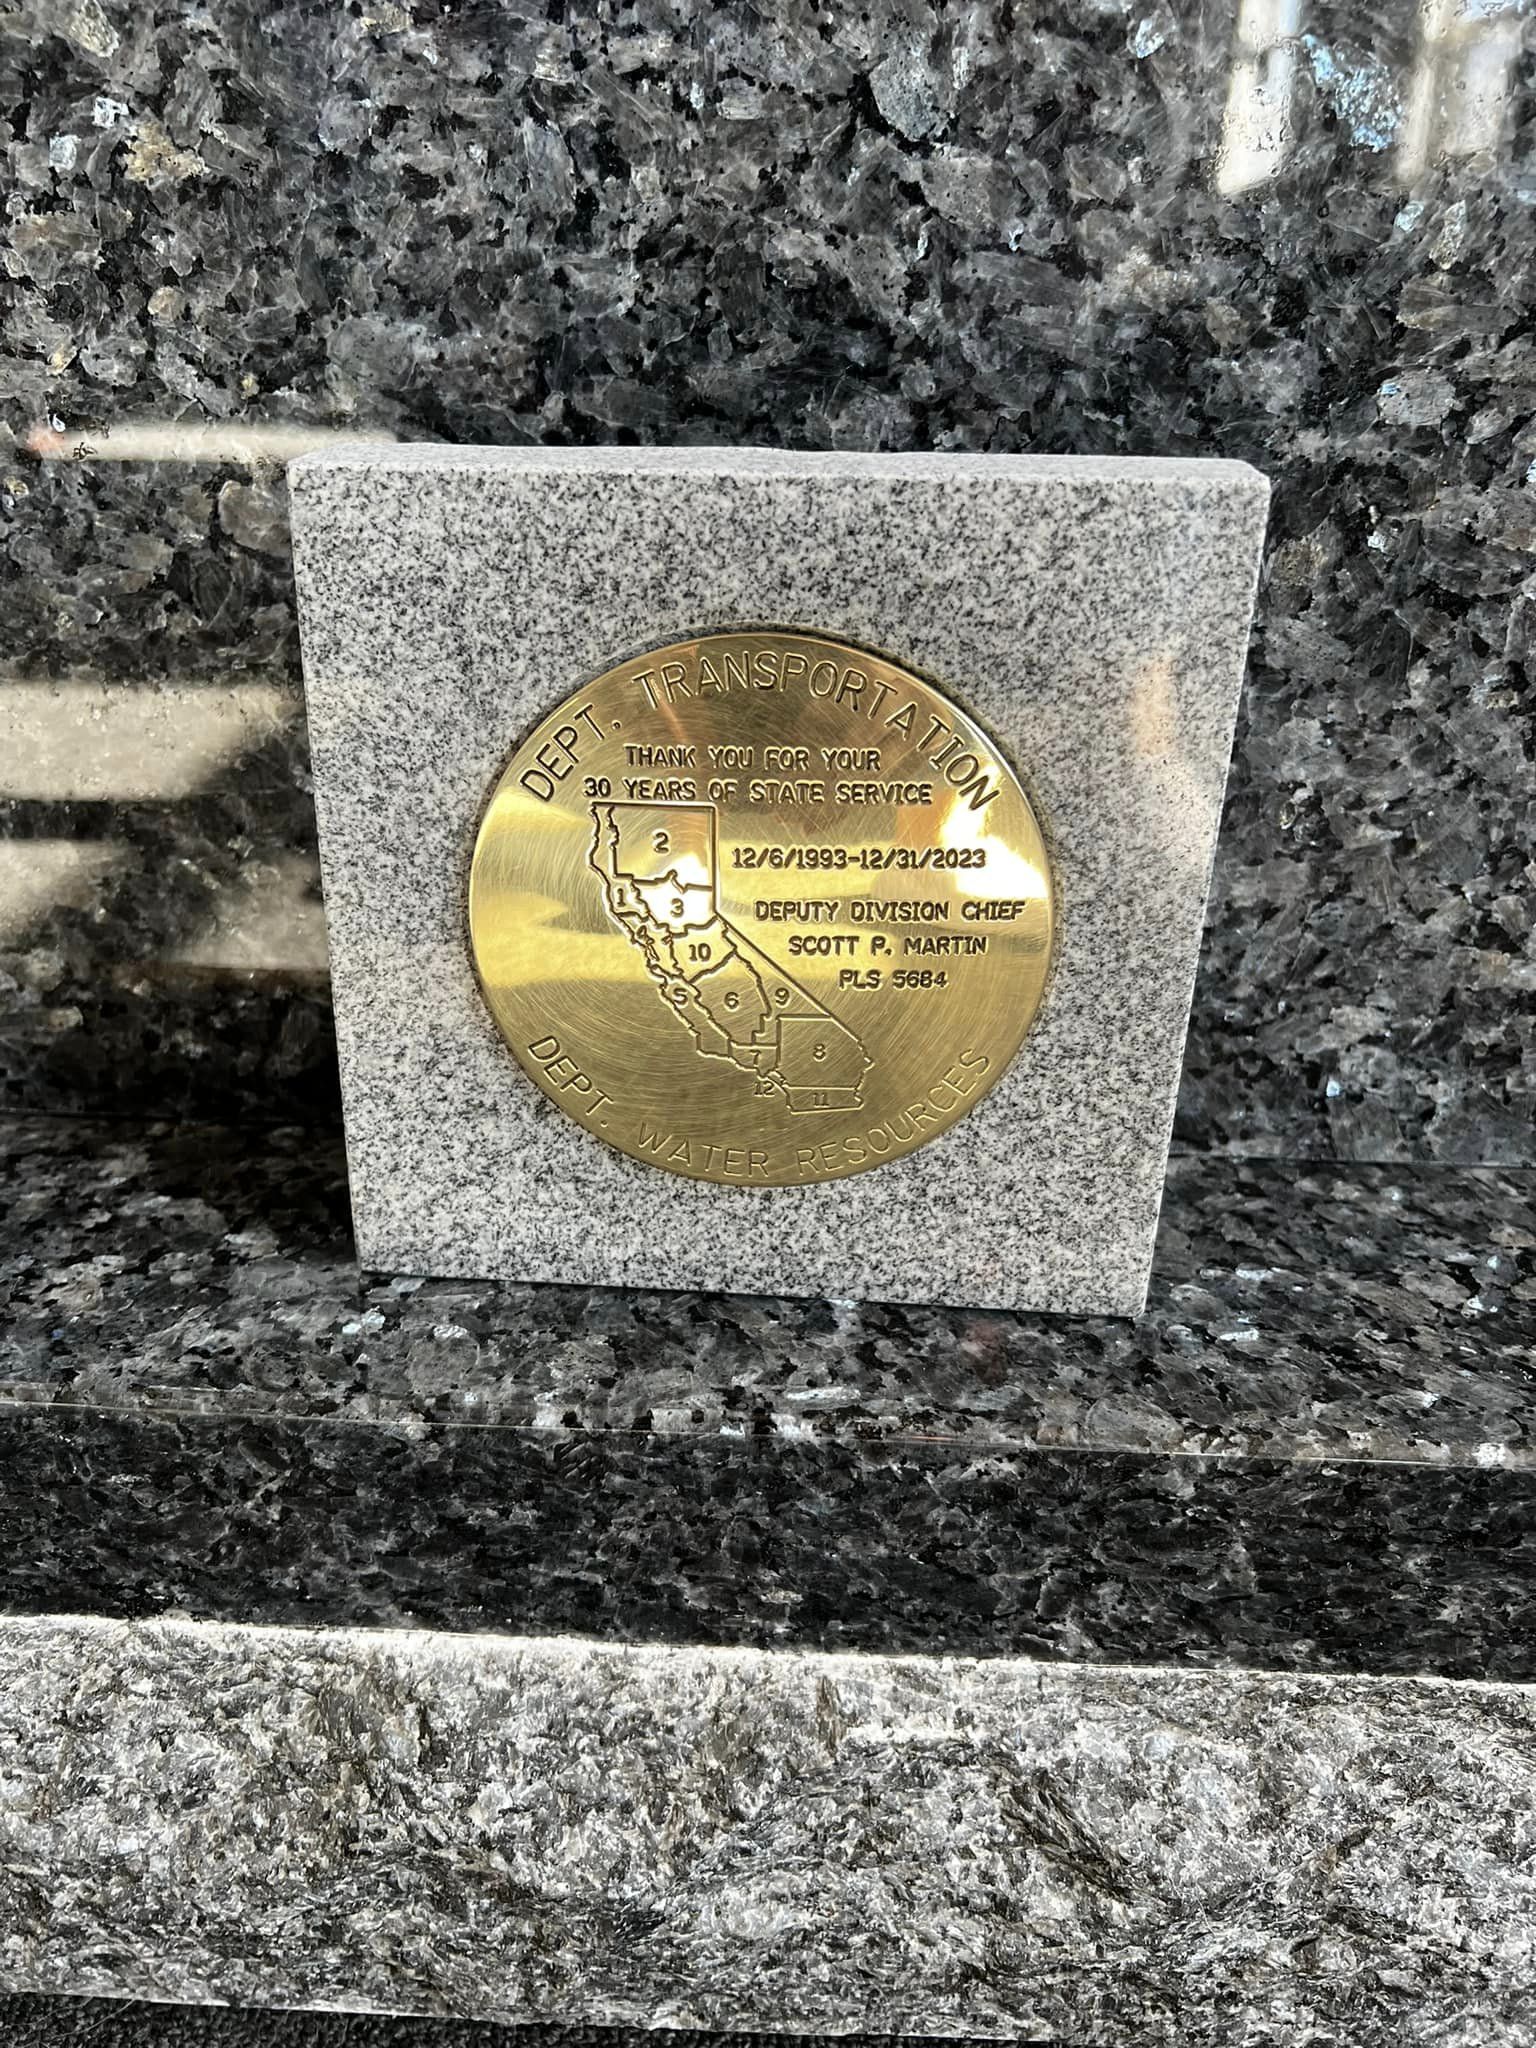 DEPT. TRANSPORTATION
THANK YOU FOR YOUR
30 YEARS OF STATE SERVICE
12/6/1993-12/31/2023
DEPUTY DIVISION CHIEF
SCOTT P. MARTIN
PLS 5684
2
1
3
4
10
5
6
9
7
8
12
11
DEPT. WATER RESOURCES